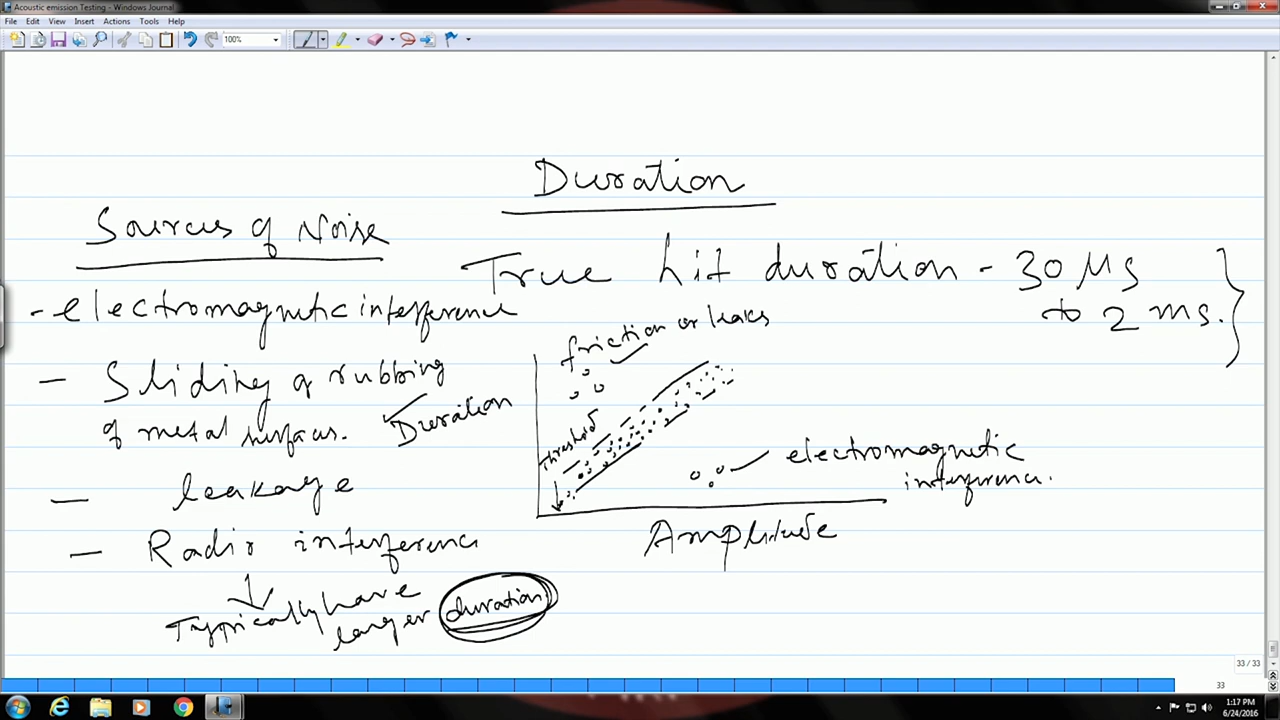 Acoustic emission Testing - Windows Journal
File Edit View Insert Actions Tools Help
100%
Duration
Sources of Noise
True hit duration - 30 μs
to 2 ms.
- electromagnetic interference
friction or leaks
- Sliding of rubbing
of metal surfaces.
Duration
Threshold
electromagnetic
interference.
- leakage
Amplitude
- Radio interference
Typically have
larger duration
33 / 33
33
1:17 PM
6/24/2016